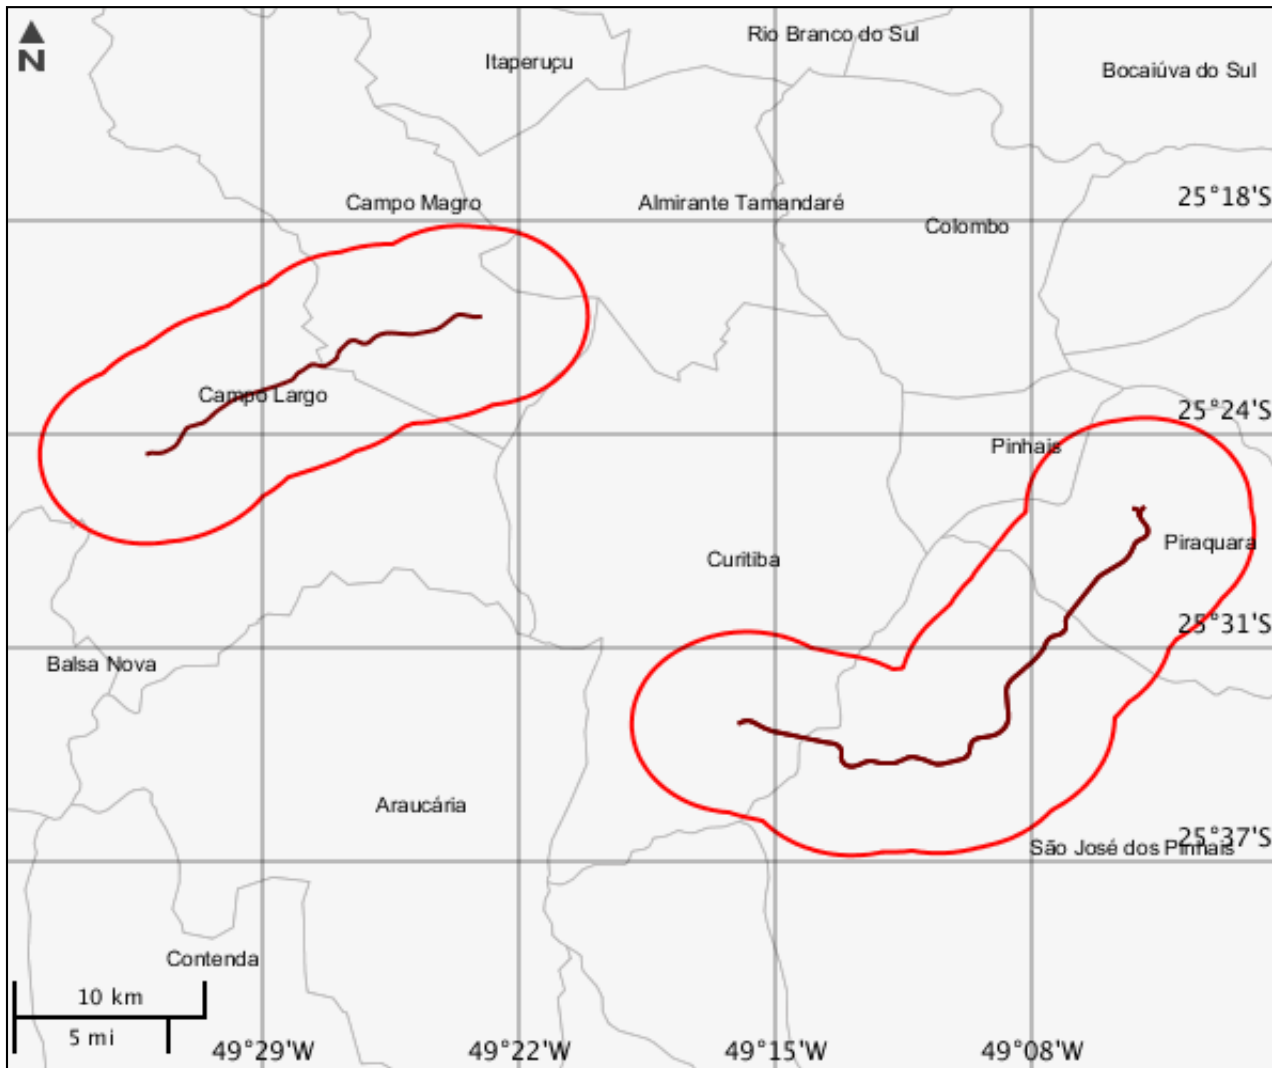 N
Rio Branco do Sul
Itaperuçu
Bocaiúva do Sul
25°18'S
Campo Magro
Almirante Tamandaré
Colombo
Campo Largo
25°24'S
Pinhais
Piraquara
Curitiba
25°31'S
Balsa Nova
Araucária
25°37'S
São José dos Pinhais
Contenda
10 km
5 mi
49°29'W
49°22'W
49°15'W
49°08'W